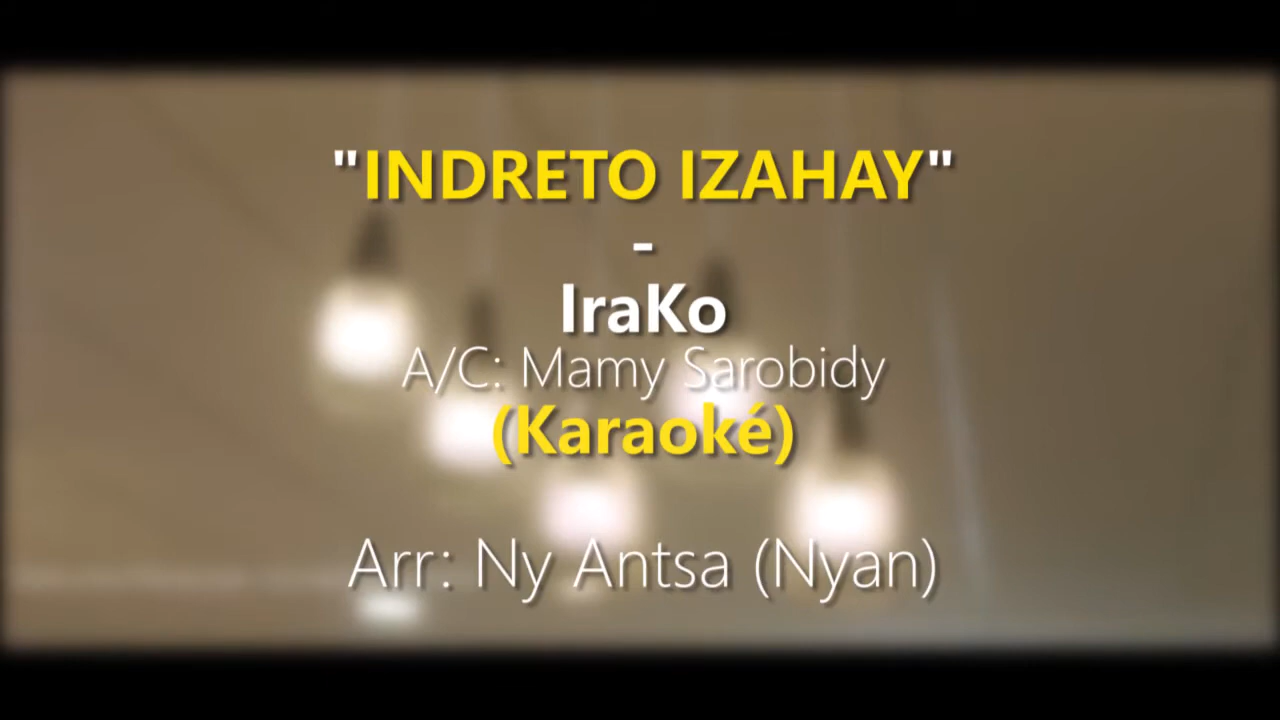 "INDRETO IZAHAY"
-
IraKo
A/C: Mamy Sarobidy
(Karaoké)
Arr: Ny Antsa (Nyan)